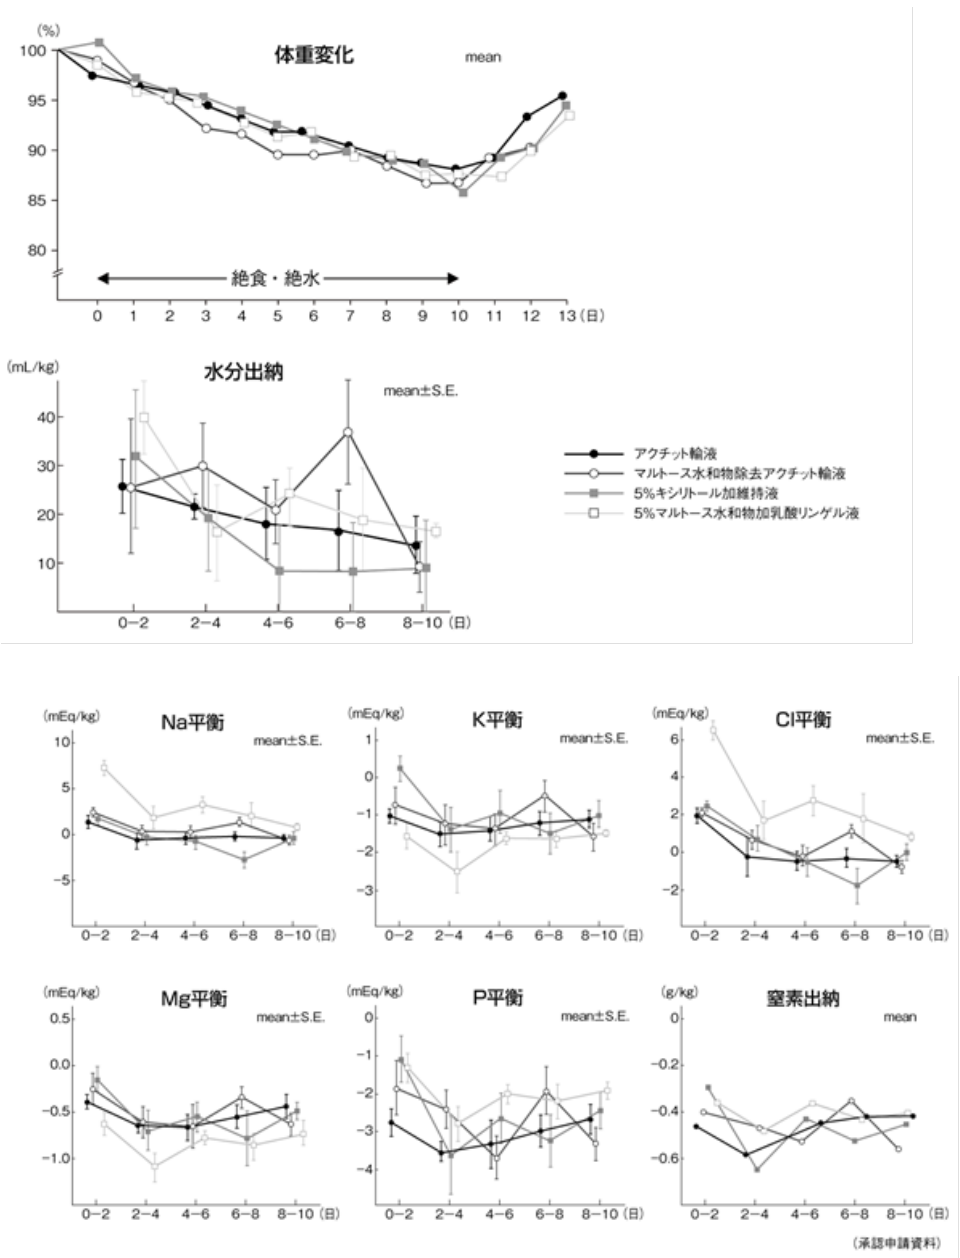 (%)
体重変化
mean
100
95
90
85
80
絶食・絶水
0 1 2 3 4 5 6 7 8 9 10 11 12 13(日)
(mL/kg)
水分出納
mean±S.E.
40
30
20
10
0−2 2−4 4−6 6−8 8−10 (日)
アクチット輸液
マルトース水和物除去アクチット輸液
5%キシリトール加維持液
5%マルトース水和物加乳酸リンゲル液
(mEq/kg)
Na平衡
mean±S.E.
10
5
0
−5
0−2 2−4 4−6 6−8 8−10(日)
(mEq/kg)
K平衡
mean±S.E.
1
0
−1
−2
−3
0−2 2−4 4−6 6−8 8−10(日)
(mEq/kg)
Cl平衡
mean±S.E.
6
4
2
0
−2
0−2 2−4 4−6 6−8 8−10(日)
(mEq/kg)
Mg平衡
mean±S.E.
0.5
0.0
−0.5
−1.0
0−2 2−4 4−6 6−8 8−10(日)
(mEq/kg)
P平衡
mean±S.E.
0
−1
−2
−3
−4
0−2 2−4 4−6 6−8 8−10(日)
(g/kg)
窒素出納
mean
0
−0.2
−0.4
−0.6
0−2 2−4 4−6 6−8 8−10(日)
(承認申請資料)